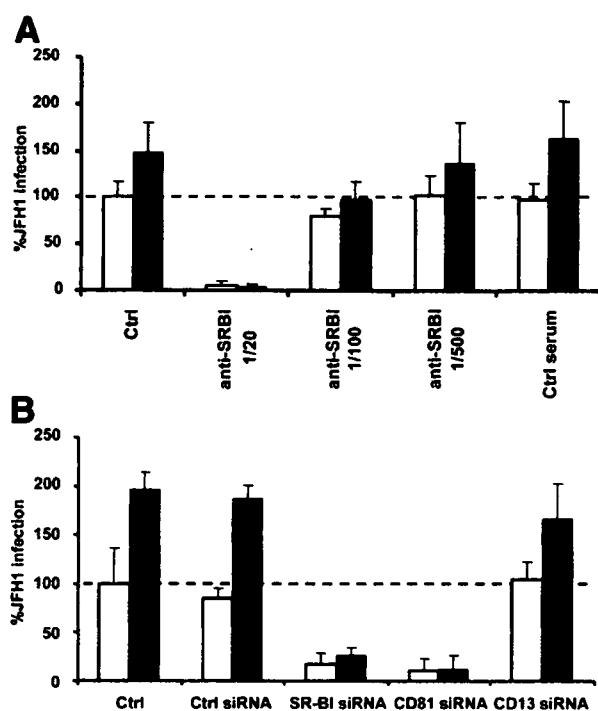 A
250
200
150
100
50
0
%JFH1 infection
Ctrl
anti-SRBI
1/20
anti-SRBI
1/100
anti-SRBI
1/500
Ctrl serum
B
250
200
150
100
50
0
%JFH1 infection
Ctrl
Ctrl siRNA
SR-BI siRNA
CD81 siRNA
CD13 siRNA